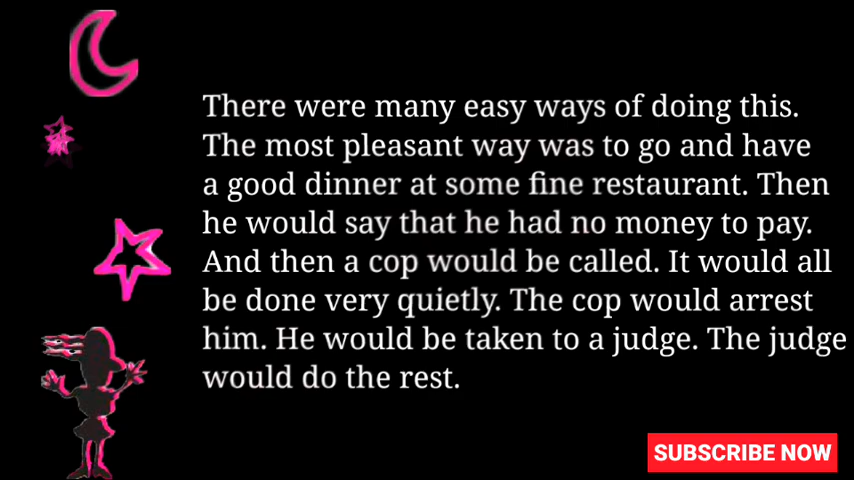 There were many easy ways of doing this.
The most pleasant way was to go and have
a good dinner at some fine restaurant. Then
he would say that he had no money to pay.
And then a cop would be called. It would all
be done very quietly. The cop would arrest
him. He would be taken to a judge. The judge
would do the rest.
SUBSCRIBE NOW